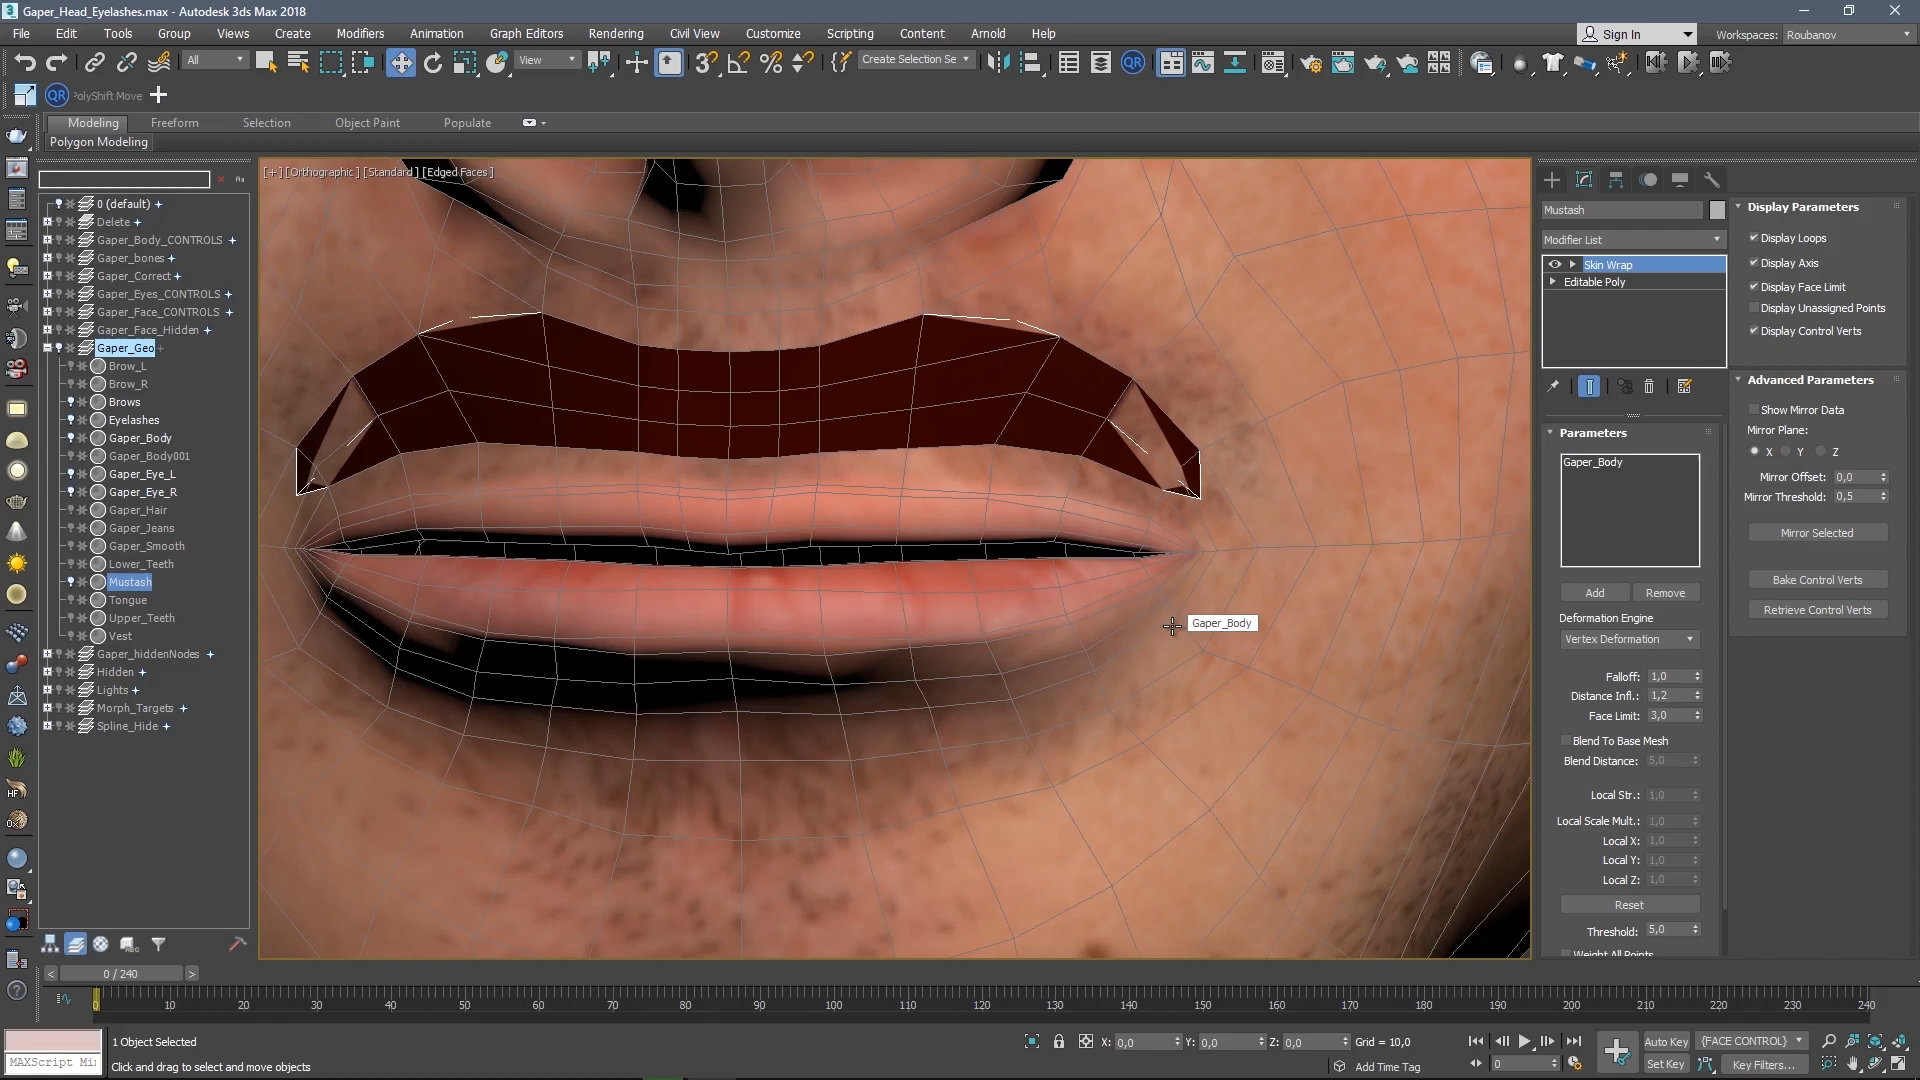 Gaper_Head_Eyelashes.max - Autodesk 3ds Max 2018
File Edit Tools Group Views Create Modifiers Animation Graph Editors Rendering Civil View Customize Scripting Content Arnold Help
Sign In Workspaces: Roubanov
All View Create Selection Se QR
QR PolyShift Move
Modeling Freeform Selection Object Paint Populate
Polygon Modeling
[+] [Orthographic] [Standard] [Edged Faces]
0 (default)
Delete
Gaper_Body_CONTROLS
Gaper_bones
Gaper_Correct
Gaper_Eyes_CONTROLS
Gaper_Face_CONTROLS
Gaper_Face_Hidden
Gaper_Geo
Brow_L
Brow_R
Brows
Eyelashes
Gaper_Body
Gaper_Body001
Gaper_Eye_L
Gaper_Eye_R
Gaper_Hair
Gaper_Jeans
Gaper_Smooth
Lower_Teeth
Mustash
Tongue
Upper_Teeth
Vest
Gaper_hiddenNodes
Hidden
Lights
Morph_Targets
Spline_Hide
Gaper_Body
Mustash
Modifier List
Skin Wrap
Editable Poly
Parameters
Gaper_Body
Add Remove
Deformation Engine
Vertex Deformation
Falloff: 1,0
Distance Infl.: 1,2
Face Limit: 3,0
Blend To Base Mesh
Blend Distance: 5,0
Local Str.: 1,0
Local Scale Mult.: 1,0
Local X: 1,0
Local Y: 1,0
Local Z: 1,0
Reset
Threshold: 5,0
Weight All Points
Display Parameters
Display Loops
Display Axis
Display Face Limit
Display Unassigned Points
Display Control Verts
Advanced Parameters
Show Mirror Data
Mirror Plane:
X Y Z
Mirror Offset: 0,0
Mirror Threshold: 0,5
Mirror Selected
Bake Control Verts
Retrieve Control Verts
< 0 / 240 >
0 10 20 30 40 50 60 70 80 90 100 110 120 130 140 150 160 170 180 190 200 210 220 230 240
1 Object Selected X: 0,0 Y: 0,0 Z: 0,0 Grid = 10,0 Auto Key {FACE CONTROL}
MAXScript Mi Click and drag to select and move objects Add Time Tag 0 Set Key Key Filters...